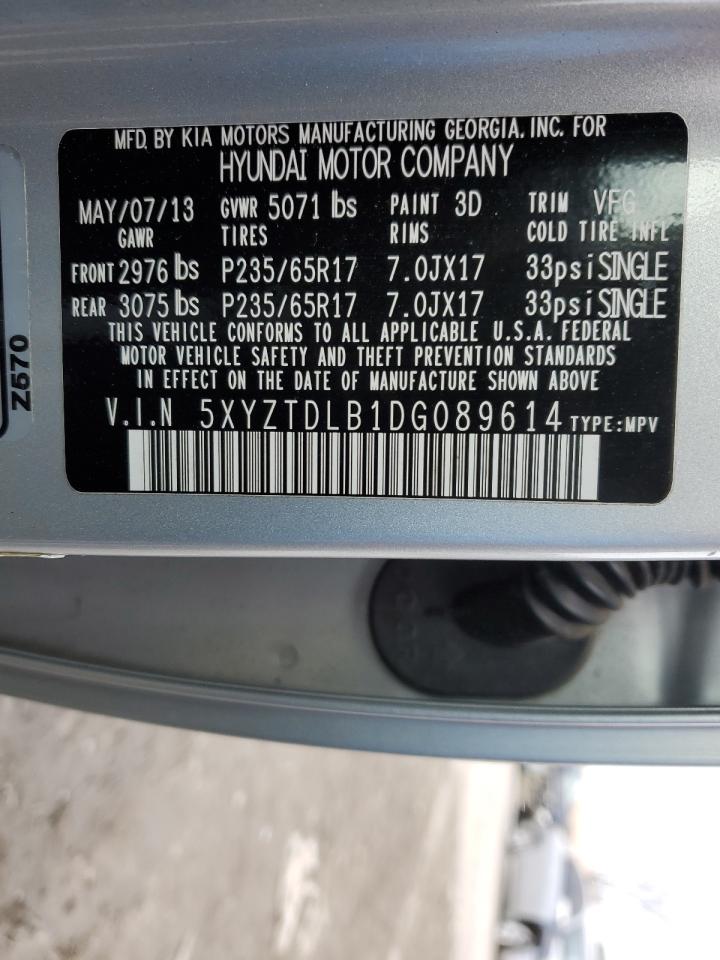 MFD. BY KIA MOTORS MANUFACTURING GEORGIA. INC. FOR
HYUNDAI MOTOR COMPANY
MAY/07/13 GVWR 5071 lbs PAINT 3D TRIM VFG
GAWR TIRES RIMS COLD TIRE INFL
FRONT 2976 lbs P235/65R17 7.0JX17 33psi SINGLE
REAR 3075 lbs P235/65R17 7.0JX17 33psi SINGLE
THIS VEHICLE CONFORMS TO ALL APPLICABLE U.S.A. FEDERAL
MOTOR VEHICLE SAFETY AND THEFT PREVENTION STANDARDS
IN EFFECT ON THE DATE OF MANUFACTURE SHOWN ABOVE
V.I.N 5XYZTDLB1DG089614 TYPE:MPV
Z570